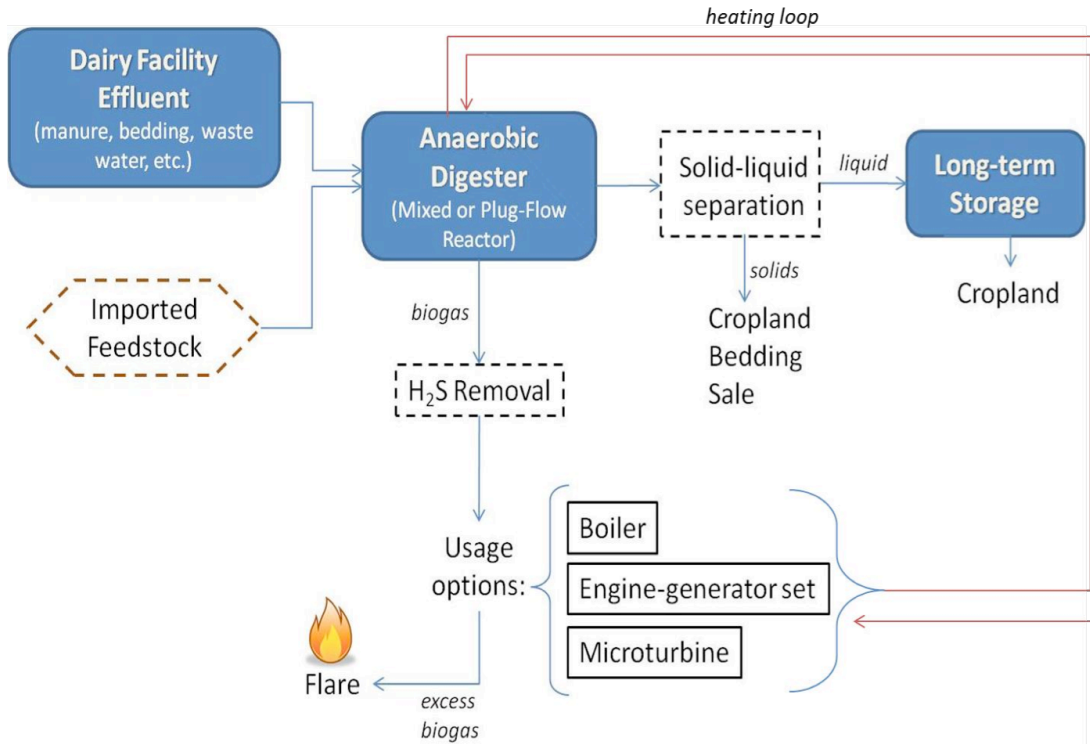 heating loop
Dairy Facility
Effluent
(manure, bedding, waste
water, etc.)
Anaerobic
Digester
(Mixed or Plug-Flow
Reactor)
Solid-liquid
separation
liquid
Long-term
Storage
Imported
Feedstock
biogas
solids
Cropland
Bedding
Sale
Cropland
H₂S Removal
Usage
options:
Boiler
Engine-generator set
Microturbine
Flare
excess
biogas